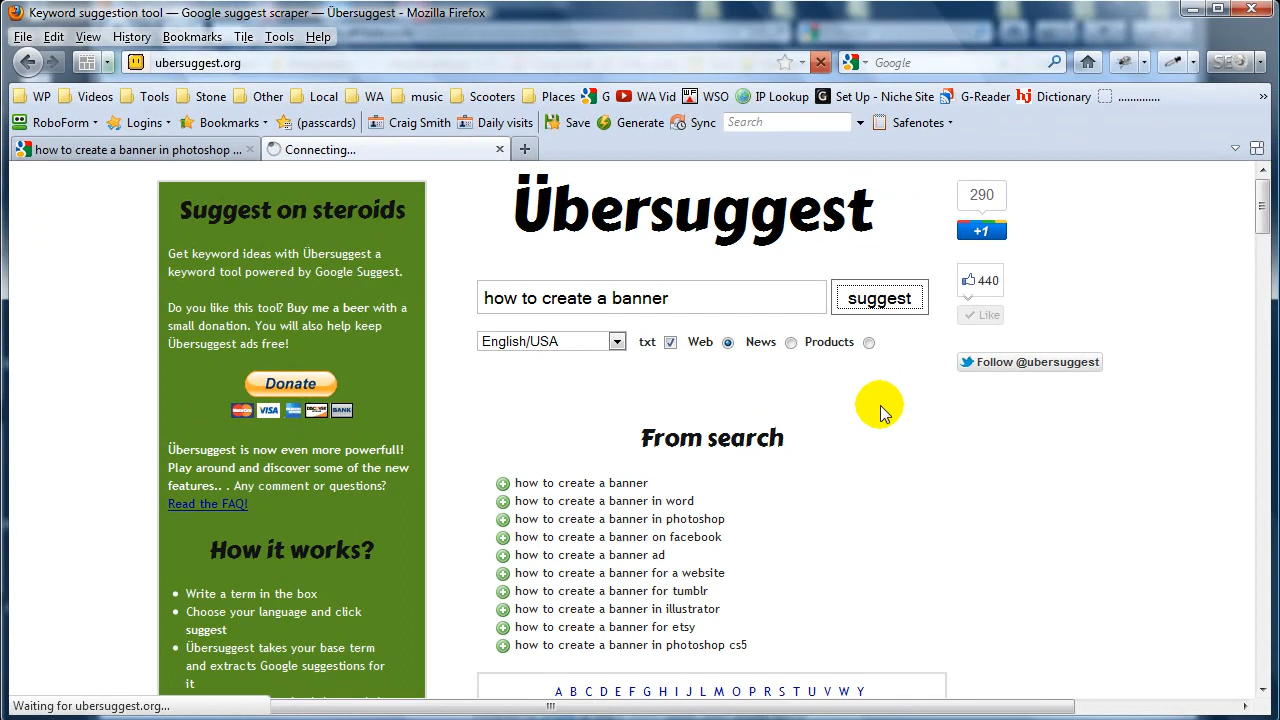 Keyword suggestion tool — Google suggest scraper — Übersuggest - Mozilla Firefox
File Edit View History Bookmarks Tile Tools Help
ubersuggest.org
Google
WP Videos Tools Stone Other Local WA music Scooters Places G WA Vid WSO IP Lookup Set Up - Niche Site G-Reader Dictionary ..............
RoboForm Logins Bookmarks (passcards) Craig Smith Daily visits Save Generate Sync Search Safenotes
how to create a banner in photoshop ... Connecting...
Suggest on steroids
Get keyword ideas with Übersuggest a
keyword tool powered by Google Suggest.
Do you like this tool? Buy me a beer with a
small donation. You will also help keep
Übersuggest ads free!
Donate
MasterCard VISA DISCOVER BANK
Übersuggest is now even more powerfull!
Play around and discover some of the new
features.. . Any comment or questions?
Read the FAQ!
How it works?
Write a term in the box
Choose your language and click
suggest
Übersuggest takes your base term
and extracts Google suggestions for
it
Übersuggest
how to create a banner suggest
English/USA txt Web News Products
From search
how to create a banner
how to create a banner in word
how to create a banner in photoshop
how to create a banner on facebook
how to create a banner ad
how to create a banner for a website
how to create a banner for tumblr
how to create a banner in illustrator
how to create a banner for etsy
how to create a banner in photoshop cs5
A B C D E F G H I J L M O P R S T U V W Y
290
+1
440
Like
Follow @ubersuggest
Waiting for ubersuggest.org...